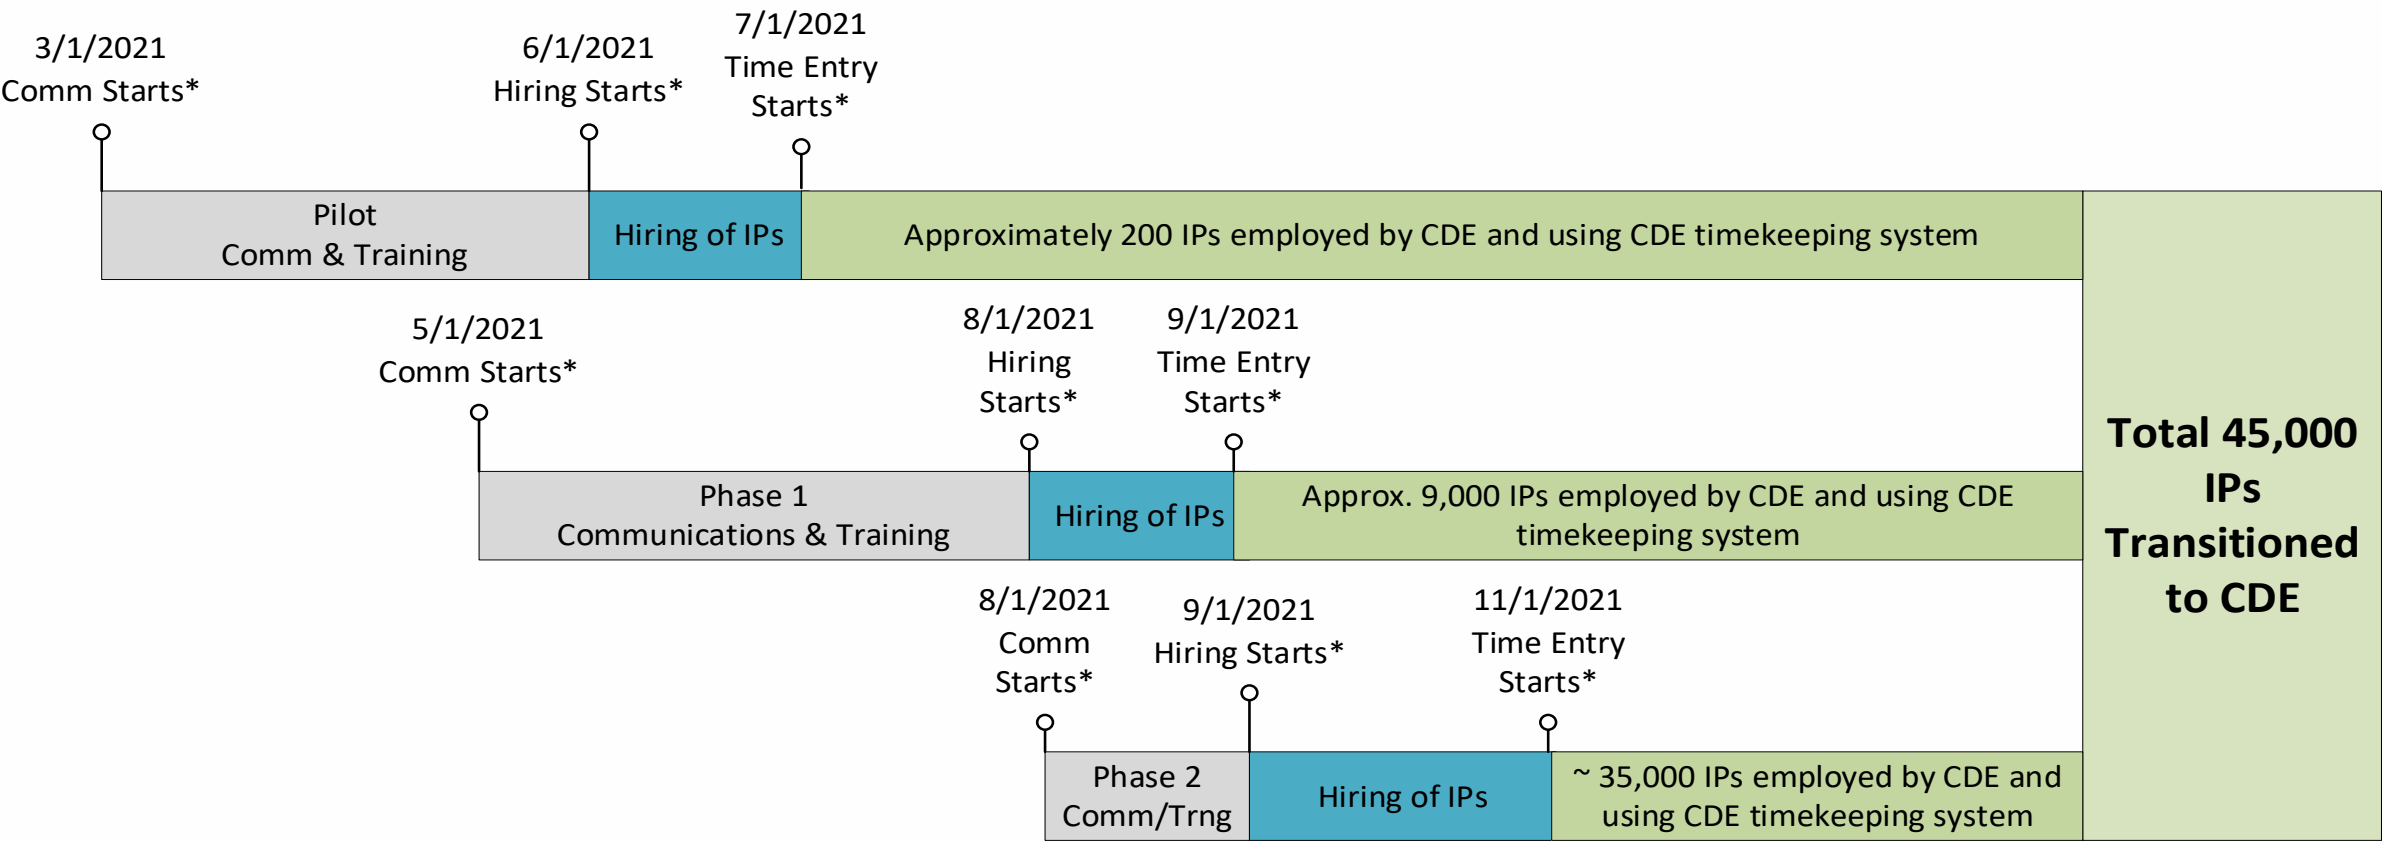 3/1/2021
Comm Starts*
6/1/2021
Hiring Starts*
7/1/2021
Time Entry
Starts*
Pilot
Comm & Training
Hiring of IPs
Approximately 200 IPs employed by CDE and using CDE timekeeping system
5/1/2021
Comm Starts*
8/1/2021
Hiring
Starts*
9/1/2021
Time Entry
Starts*
Phase 1
Communications & Training
Hiring of IPs
Approx. 9,000 IPs employed by CDE and using CDE
timekeeping system
8/1/2021
Comm
Starts*
9/1/2021
Hiring Starts*
11/1/2021
Time Entry
Starts*
Phase 2
Comm/Trng
Hiring of IPs
~ 35,000 IPs employed by CDE and
using CDE timekeeping system
Total 45,000
IPs
Transitioned
to CDE